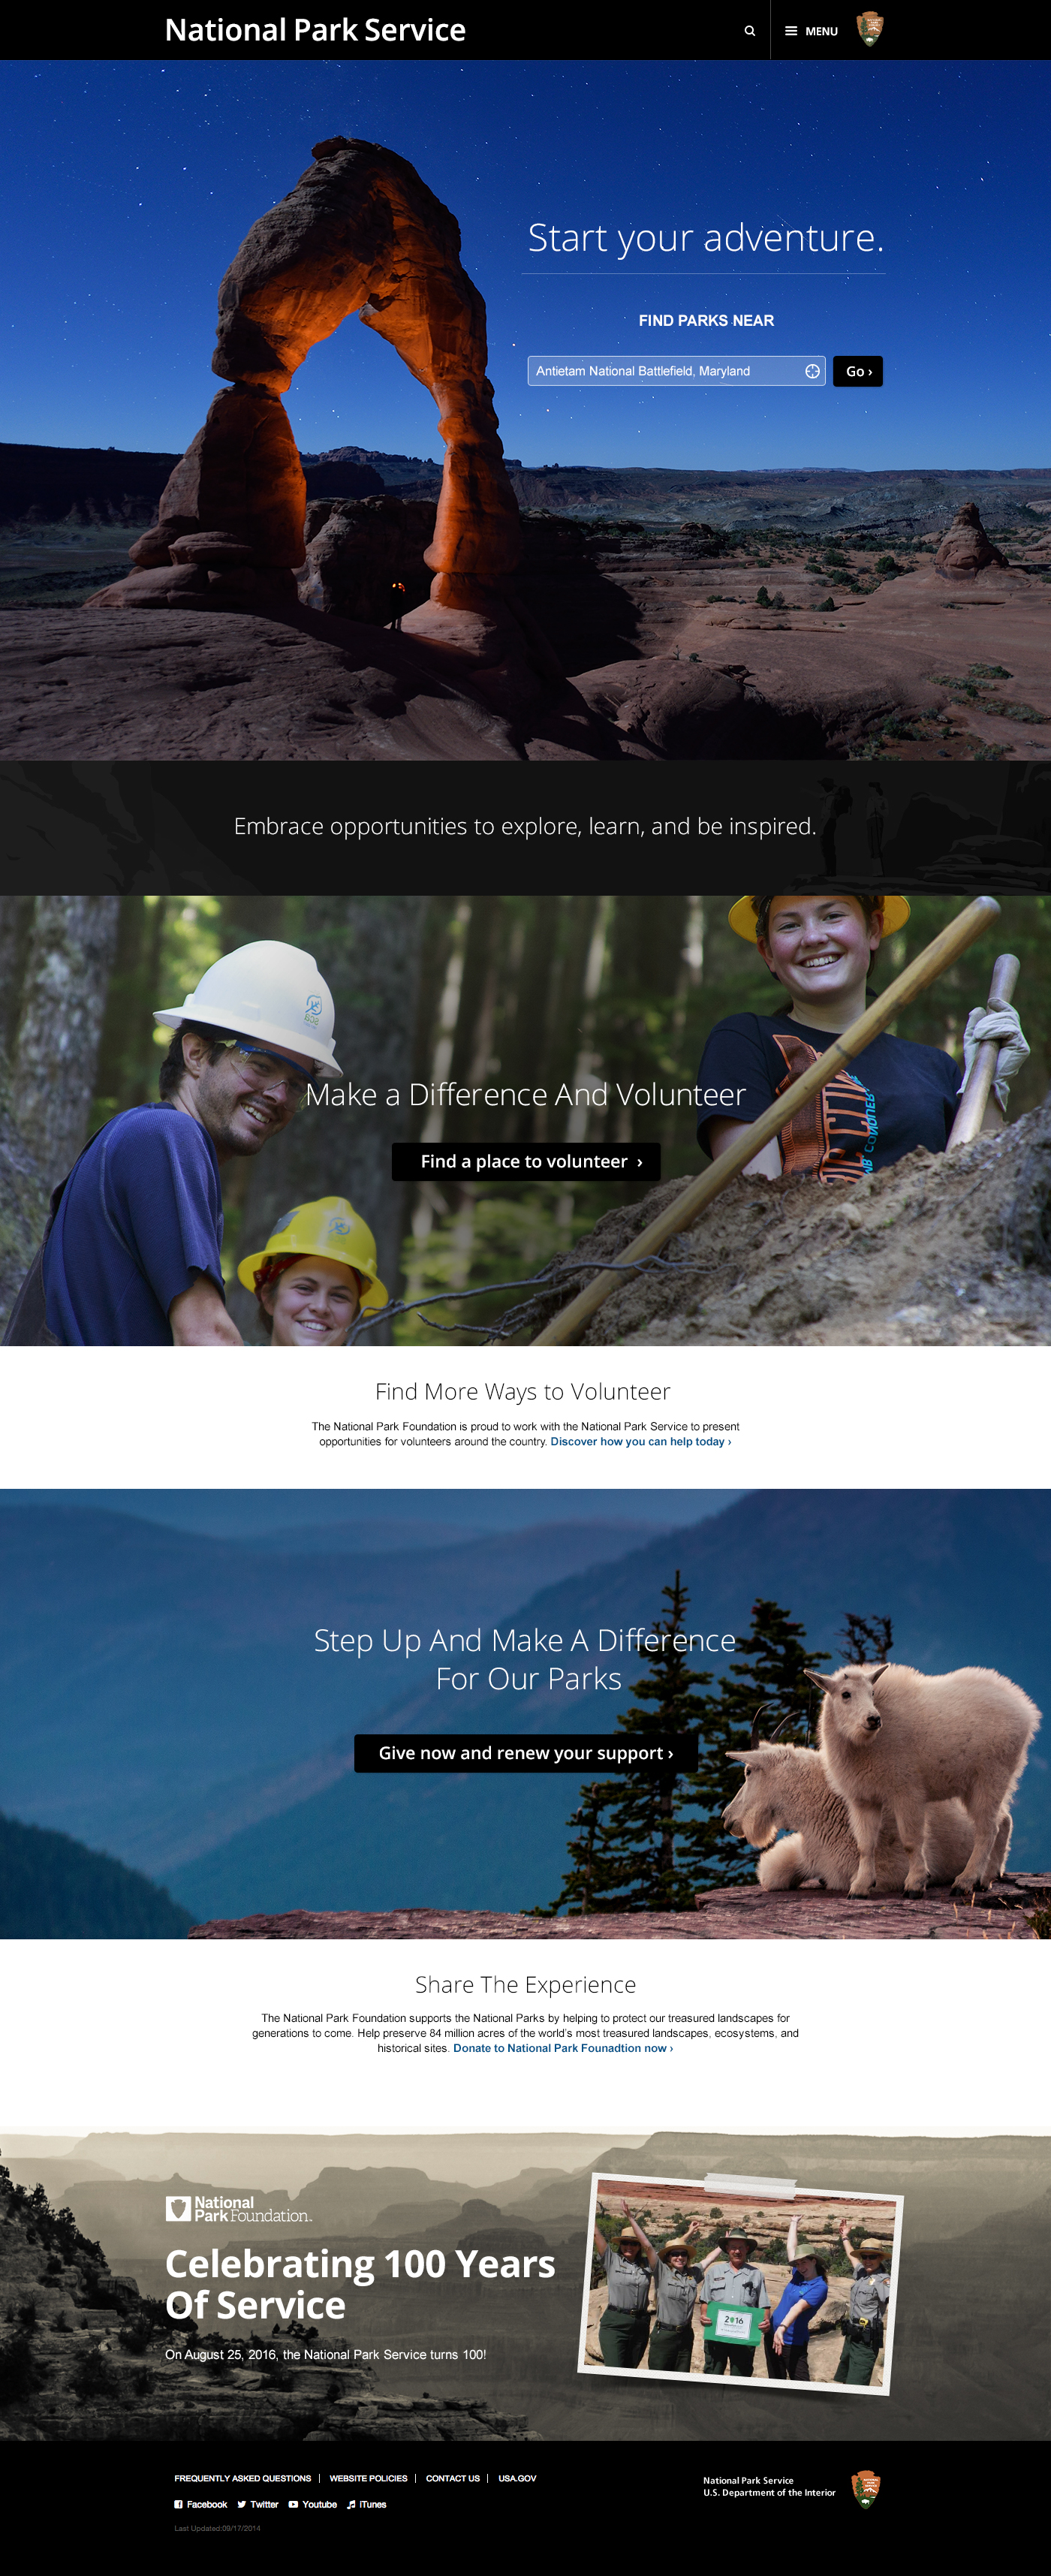 National Park Service
MENU
Start your adventure.
FIND PARKS NEAR
Antietam National Battlefield, Maryland
Go ›
Embrace opportunities to explore, learn, and be inspired.
Make a Difference And Volunteer
Find a place to volunteer ›
Find More Ways to Volunteer
The National Park Foundation is proud to work with the National Park Service to present
opportunities for volunteers around the country. Discover how you can help today ›
Step Up And Make A Difference
For Our Parks
Give now and renew your support ›
Share The Experience
The National Park Foundation supports the National Parks by helping to protect our treasured landscapes for
generations to come. Help preserve 84 million acres of the world's most treasured landscapes, ecosystems, and
historical sites. Donate to National Park Founadtion now ›
National
Park Foundation™
Celebrating 100 Years
Of Service
On August 25, 2016, the National Park Service turns 100!
2016
FREQUENTLY ASKED QUESTIONS | WEBSITE POLICIES | CONTACT US | USA.GOV
Facebook Twitter Youtube iTunes
Last Updated:09/17/2014
National Park Service
U.S. Department of the Interior